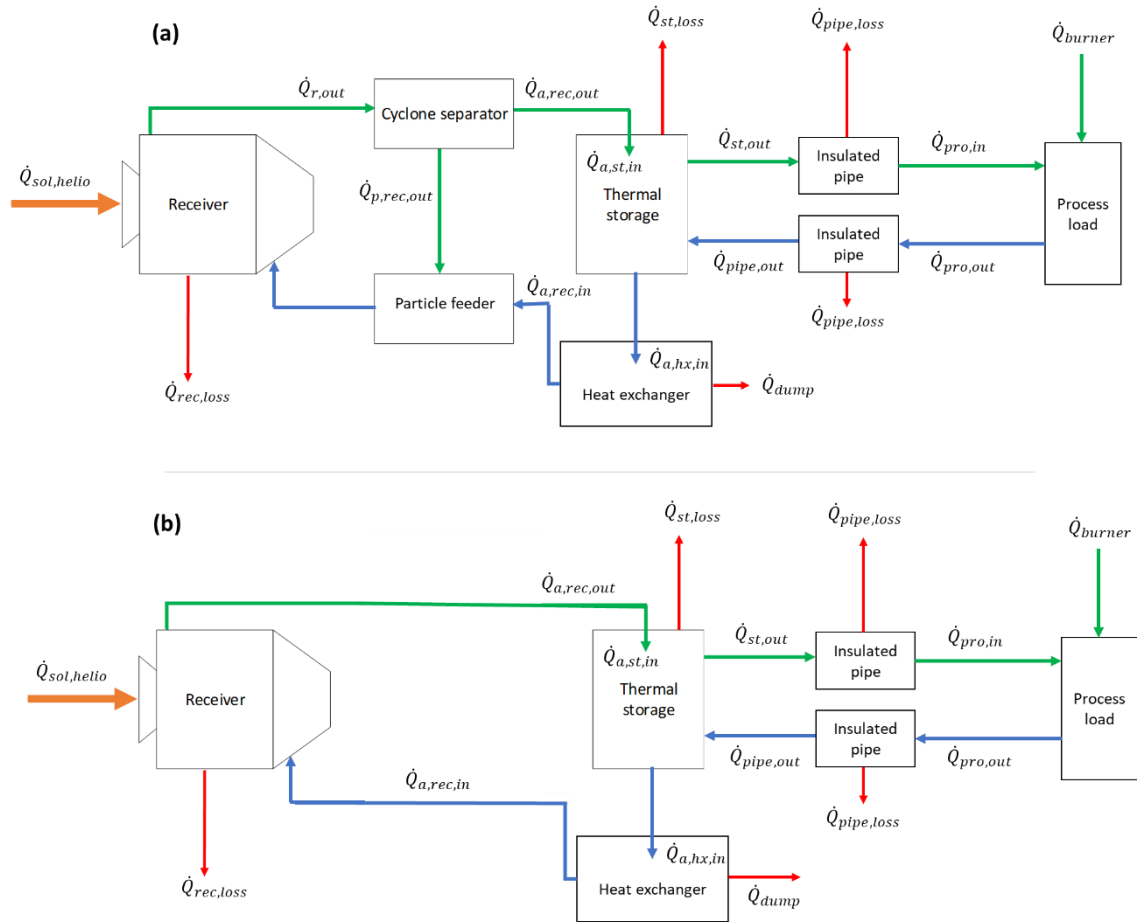 (a)
Q̇st,loss
Q̇pipe,loss
Q̇burner
Q̇r,out
Q̇a,rec,out
Cyclone separator
Q̇st,out
Insulated
pipe
Q̇pro,in
Q̇a,st,in
Q̇sol,helio
Receiver
Q̇p,rec,out
Thermal
storage
Process
load
Insulated
pipe
Q̇pipe,out
Q̇pro,out
Q̇a,rec,in
Particle feeder
Q̇pipe,loss
Q̇a,hx,in
Q̇rec,loss
Heat exchanger
Q̇dump
(b)
Q̇st,loss
Q̇pipe,loss
Q̇burner
Q̇a,rec,out
Q̇st,out
Insulated
pipe
Q̇pro,in
Q̇a,st,in
Q̇sol,helio
Receiver
Thermal
storage
Process
load
Insulated
pipe
Q̇pipe,out
Q̇pro,out
Q̇a,rec,in
Q̇pipe,loss
Q̇a,hx,in
Q̇rec,loss
Heat exchanger
Q̇dump